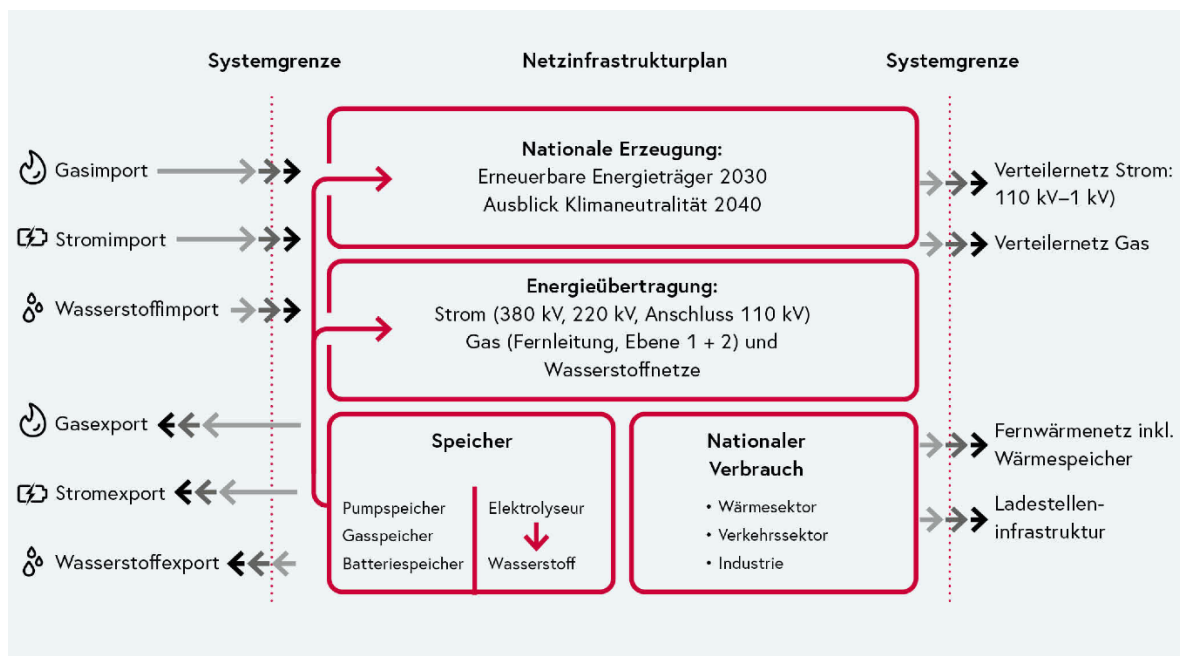 Systemgrenze
Netzinfrastrukturplan
Systemgrenze
Gasimport
Stromimport
Wasserstoffimport
Gasexport
Stromexport
Wasserstoffexport
Nationale Erzeugung:
Erneuerbare Energieträger 2030
Ausblick Klimaneutralität 2040
Energieübertragung:
Strom (380 kV, 220 kV, Anschluss 110 kV)
Gas (Fernleitung, Ebene 1 + 2) und
Wasserstoffnetze
Speicher
Pumpspeicher
Gasspeicher
Batteriespeicher
Elektrolyseur
Wasserstoff
Nationaler
Verbrauch
• Wärmesektor
• Verkehrssektor
• Industrie
Verteilernetz Strom:
110 kV–1 kV)
Verteilernetz Gas
Fernwärmenetz inkl.
Wärmespeicher
Ladestellen-
infrastruktur